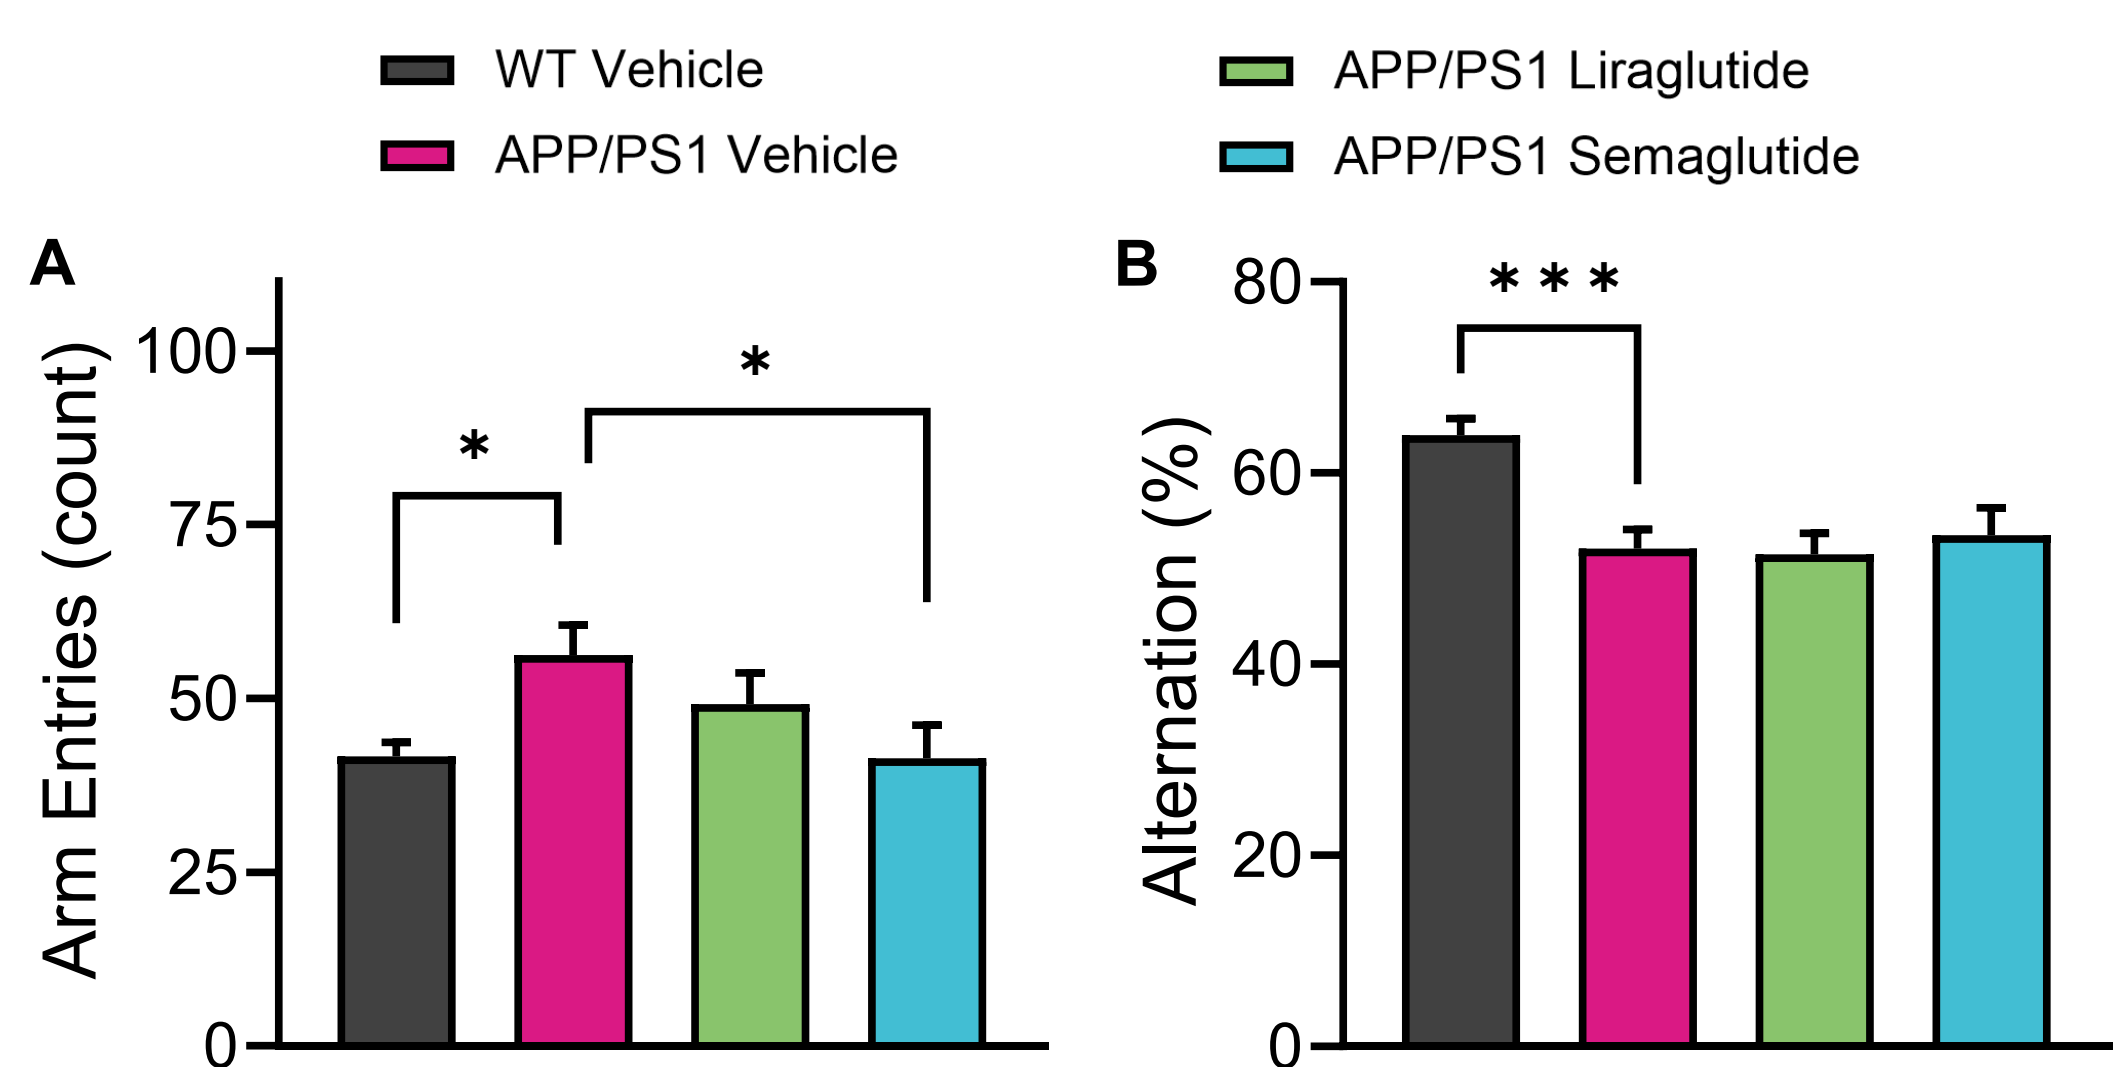 WT Vehicle
APP/PS1 Vehicle
APP/PS1 Liraglutide
APP/PS1 Semaglutide
A
Arm Entries (count)
100
75
50
25
0
*
*
B
Alternation (%)
80
60
40
20
0
* * *